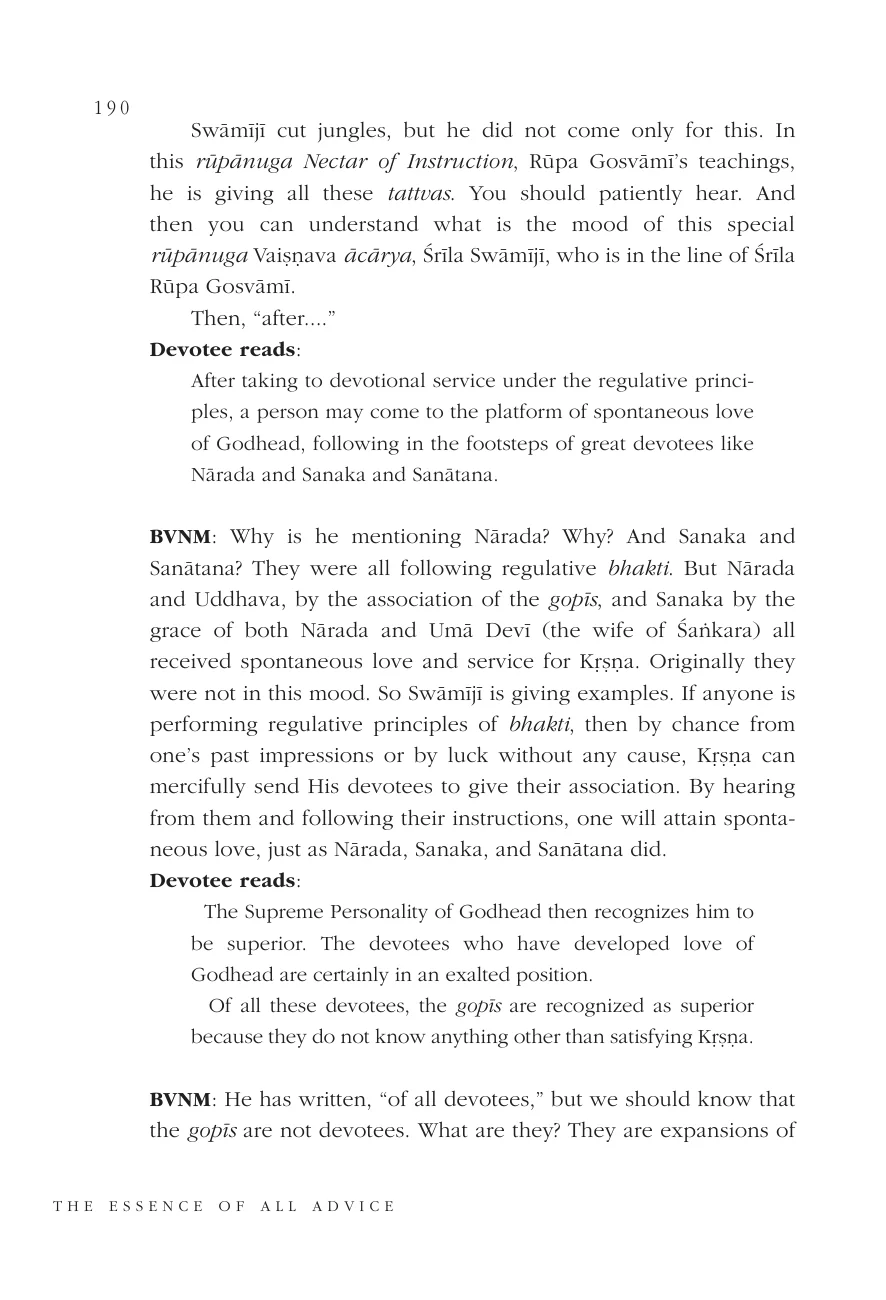 190
Swāmījī cut jungles, but he did not come only for this. In
this rūpānuga Nectar of Instruction, Rūpa Gosvāmī’s teachings,
he is giving all these tattvas. You should patiently hear. And
then you can understand what is the mood of this special
rūpānuga Vaiṣṇava ācārya, Śrīla Swāmījī, who is in the line of Śrīla
Rūpa Gosvāmī.
Then, “after....”
Devotee reads:
After taking to devotional service under the regulative princi-
ples, a person may come to the platform of spontaneous love
of Godhead, following in the footsteps of great devotees like
Nārada and Sanaka and Sanātana.
BVNM: Why is he mentioning Nārada? Why? And Sanaka and
Sanātana? They were all following regulative bhakti. But Nārada
and Uddhava, by the association of the gopīs, and Sanaka by the
grace of both Nārada and Umā Devī (the wife of Śaṅkara) all
received spontaneous love and service for Kṛṣṇa. Originally they
were not in this mood. So Swāmījī is giving examples. If anyone is
performing regulative principles of bhakti, then by chance from
one’s past impressions or by luck without any cause, Kṛṣṇa can
mercifully send His devotees to give their association. By hearing
from them and following their instructions, one will attain sponta-
neous love, just as Nārada, Sanaka, and Sanātana did.
Devotee reads:
The Supreme Personality of Godhead then recognizes him to
be superior. The devotees who have developed love of
Godhead are certainly in an exalted position.
Of all these devotees, the gopīs are recognized as superior
because they do not know anything other than satisfying Kṛṣṇa.
BVNM: He has written, “of all devotees,” but we should know that
the gopīs are not devotees. What are they? They are expansions of
THE ESSENCE OF ALL ADVICE